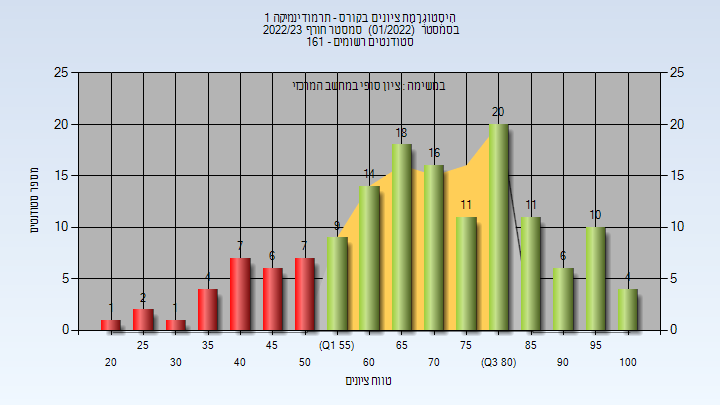 היסטוגרמת ציונים בקורס - תרמודינמיקה 1
בסמסטר (01/2022) סמסטר חורף 2022/23
סטודנטים רשומים - 161
במשימה : ציון סופי במחשב המרכזי
25 25
20 20
15 15
10 10
5 5
0 0
מספר סטודנטים
1 2 1 4 7 6 7 9 14 18 16 11 20 11 6 10 4
25 35 45 (Q1 55) 65 75 85 95
20 30 40 50 60 70 (Q3 80) 90 100
טווח ציונים